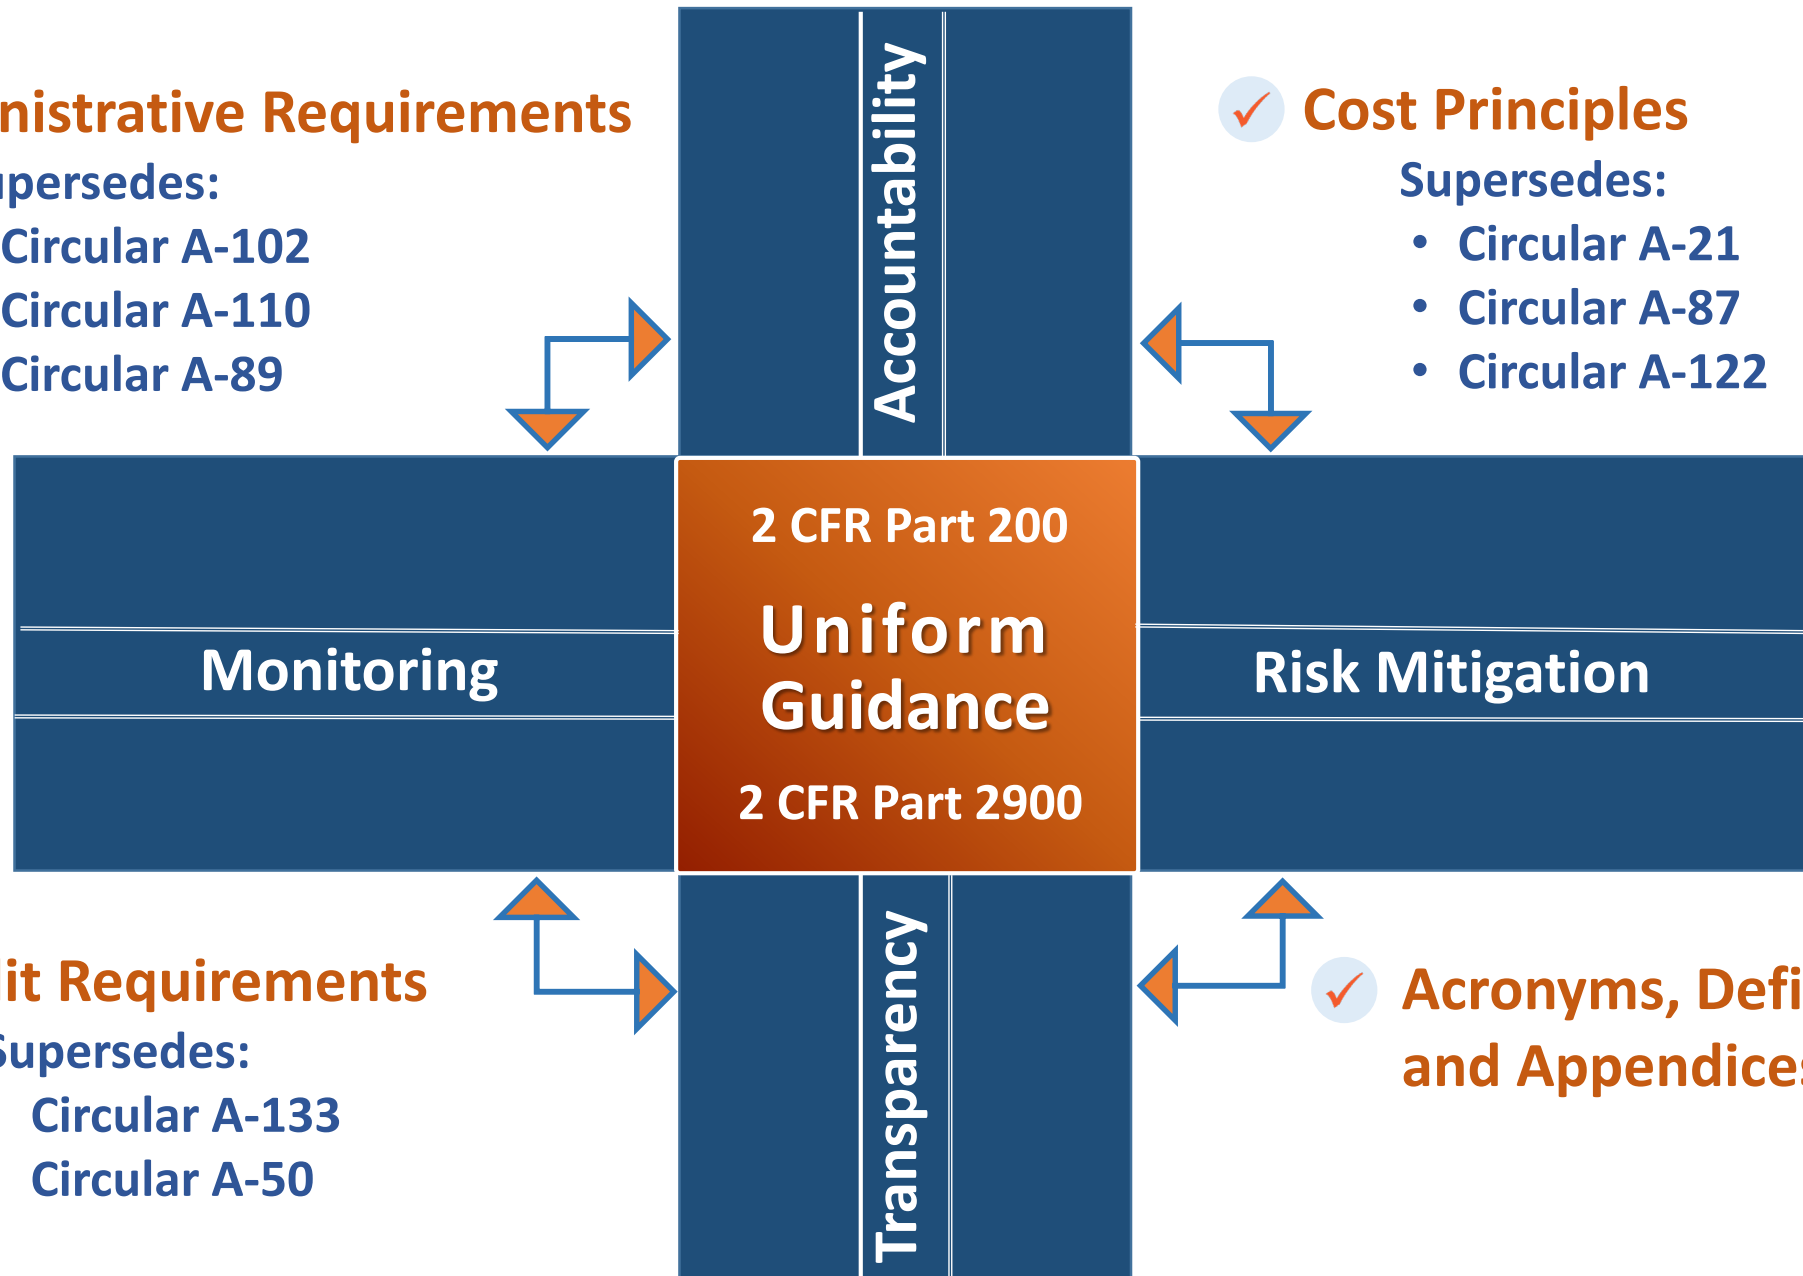 nistrative Requirements
upersedes:
Circular A-102
Circular A-110
Circular A-89
Accountability
Cost Principles
Supersedes:
• Circular A-21
• Circular A-87
• Circular A-122
Monitoring
2 CFR Part 200
Uniform
Guidance
2 CFR Part 2900
Risk Mitigation
it Requirements
Supersedes:
Circular A-133
Circular A-50
Transparency
Acronyms, Defi
and Appendices